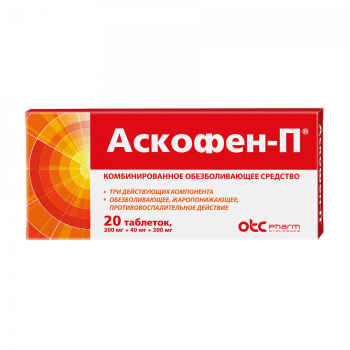 Аскофен-П®
КОМБИНИРОВАННОЕ ОБЕЗБОЛИВАЮЩЕЕ СРЕДСТВО
• ТРИ ДЕЙСТВУЮЩИХ КОМПОНЕНТА
• ОБЕЗБОЛИВАЮЩЕЕ, ЖАРОПОНИЖАЮЩЕЕ,
ПРОТИВОВОСПАЛИТЕЛЬНОЕ ДЕЙСТВИЕ
20 таблеток,
200 мг + 40 мг + 200 мг
otc pharm
Аскофен-П